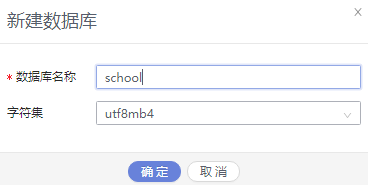 新建数据库
* 数据库名称 school
字符集 utf8mb4
确定 取消